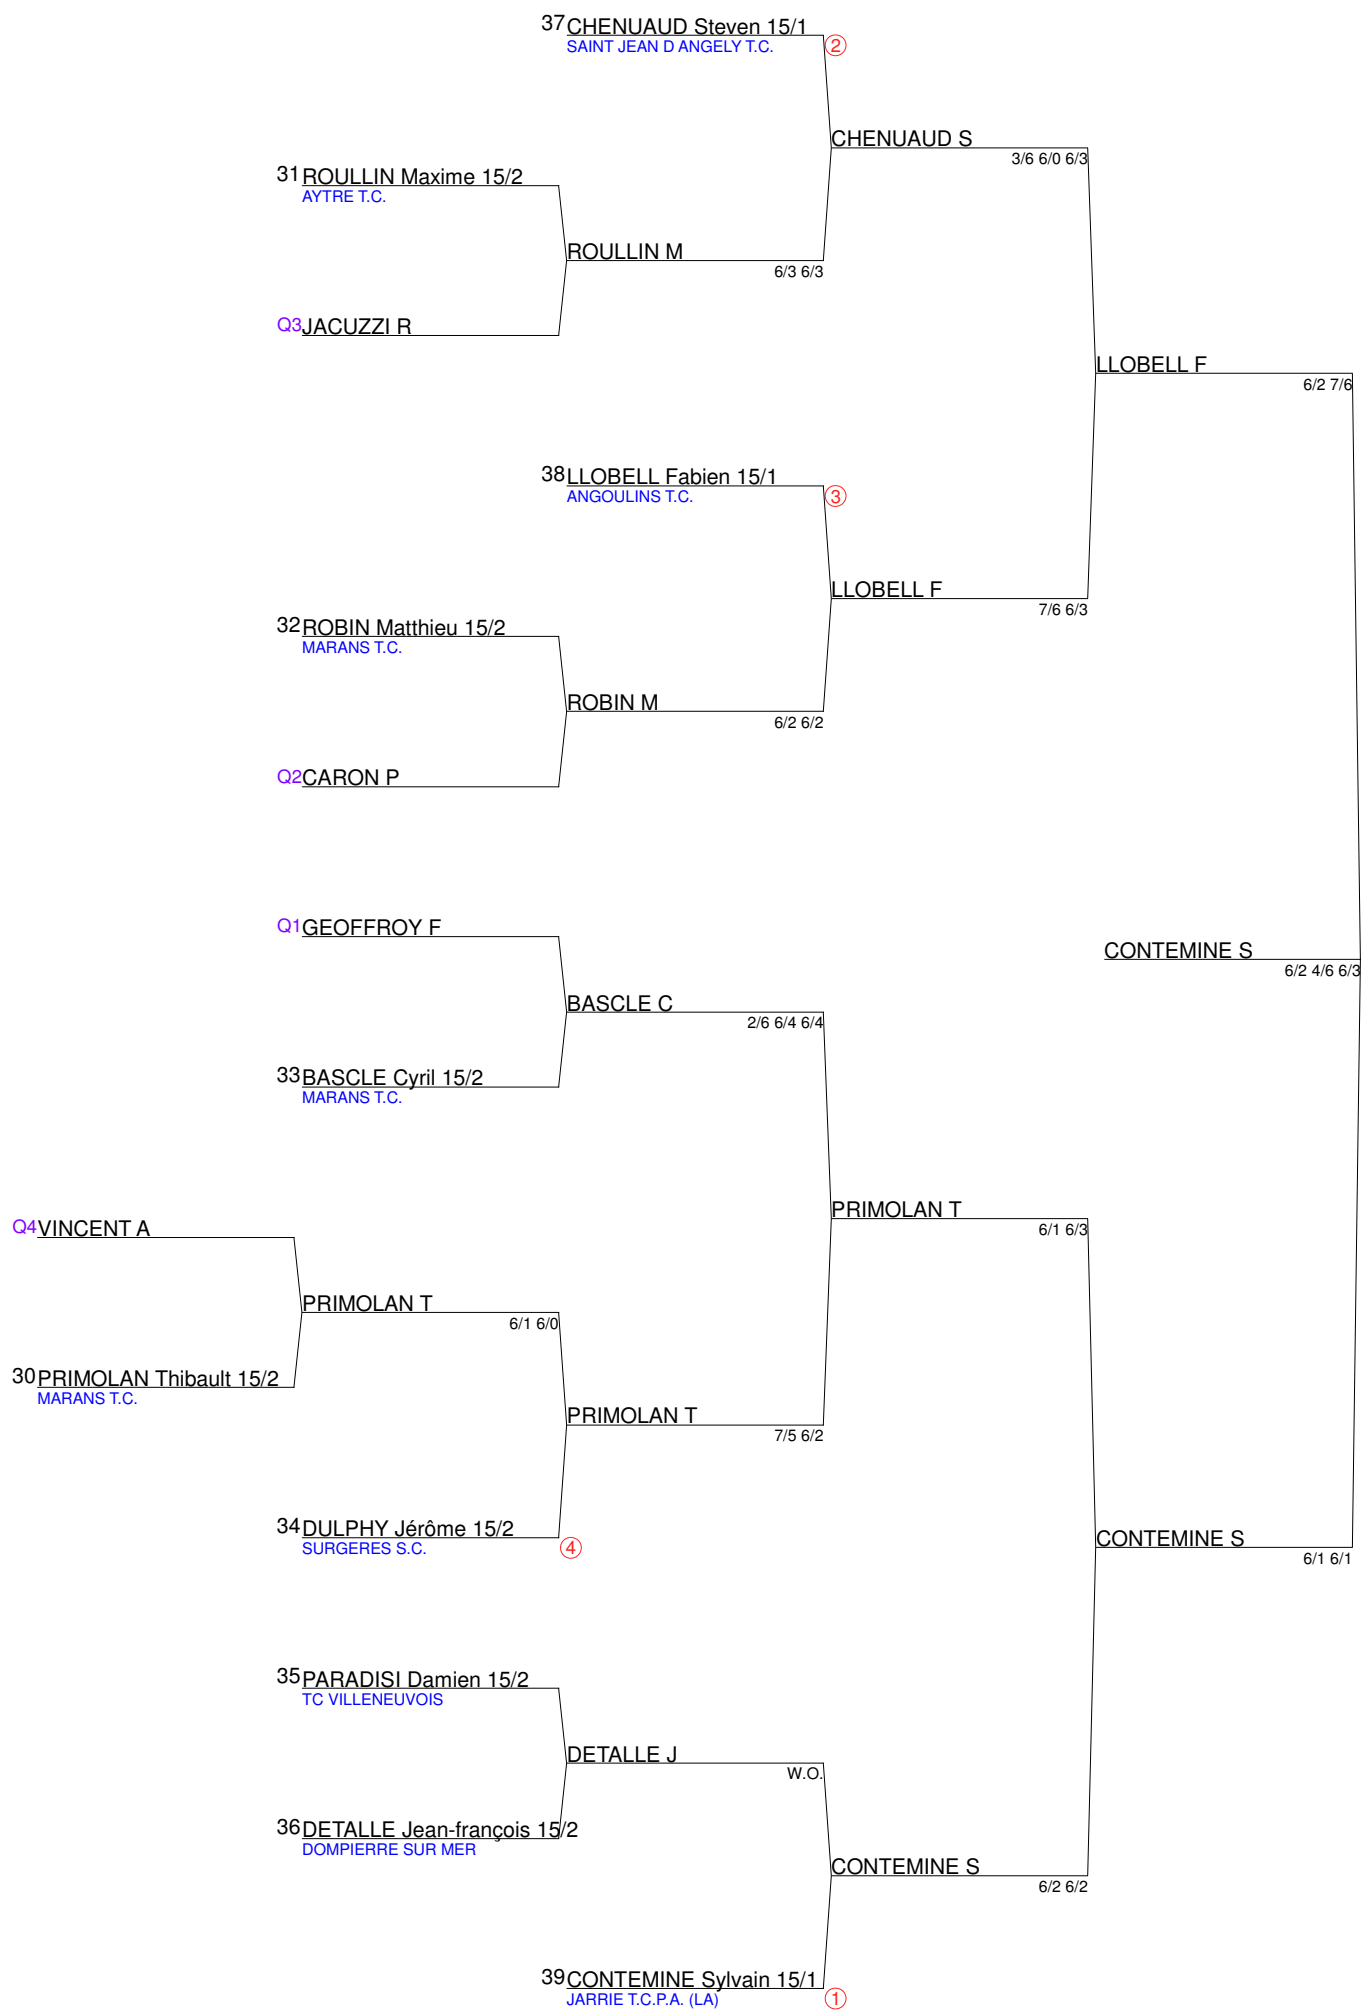 37 CHENUAUD Steven 15/1
SAINT JEAN D ANGELY T.C.
2
CHENUAUD S
3/6 6/0 6/3
31 ROULLIN Maxime 15/2
AYTRE T.C.
ROULLIN M
6/3 6/3
Q3 JACUZZI R
LLOBELL F
6/2 7/6
38 LLOBELL Fabien 15/1
ANGOULINS T.C.
3
LLOBELL F
7/6 6/3
32 ROBIN Matthieu 15/2
MARANS T.C.
ROBIN M
6/2 6/2
Q2 CARON P
Q1 GEOFFROY F
CONTEMINE S
6/2 4/6 6/3
BASCLE C
2/6 6/4 6/4
33 BASCLE Cyril 15/2
MARANS T.C.
PRIMOLAN T
6/1 6/3
Q4 VINCENT A
PRIMOLAN T
6/1 6/0
30 PRIMOLAN Thibault 15/2
MARANS T.C.
PRIMOLAN T
7/5 6/2
34 DULPHY Jérôme 15/2
SURGERES S.C.
4
CONTEMINE S
6/1 6/1
35 PARADISI Damien 15/2
TC VILLENEUVOIS
DETALLE J
W.O.
36 DETALLE Jean-françois 15/2
DOMPIERRE SUR MER
CONTEMINE S
6/2 6/2
39 CONTEMINE Sylvain 15/1
JARRIE T.C.P.A. (LA)
1